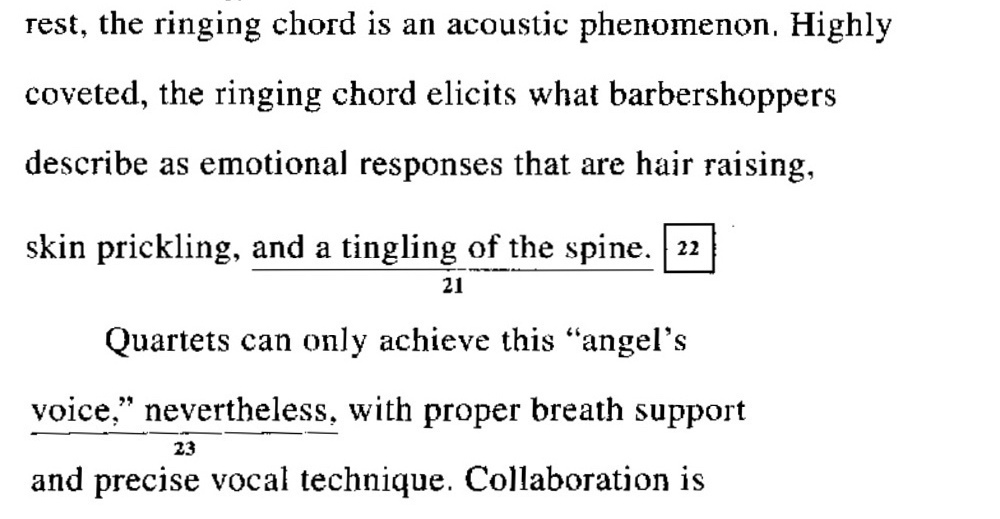 rest, the ringing chord is an acoustic phenomenon. Highly
coveted, the ringing chord elicits what barbershoppers
describe as emotional responses that are hair raising,
skin prickling, and a tingling of the spine. 22
21
Quartets can only achieve this “angel’s
voice,” nevertheless, with proper breath support
23
and precise vocal technique. Collaboration is